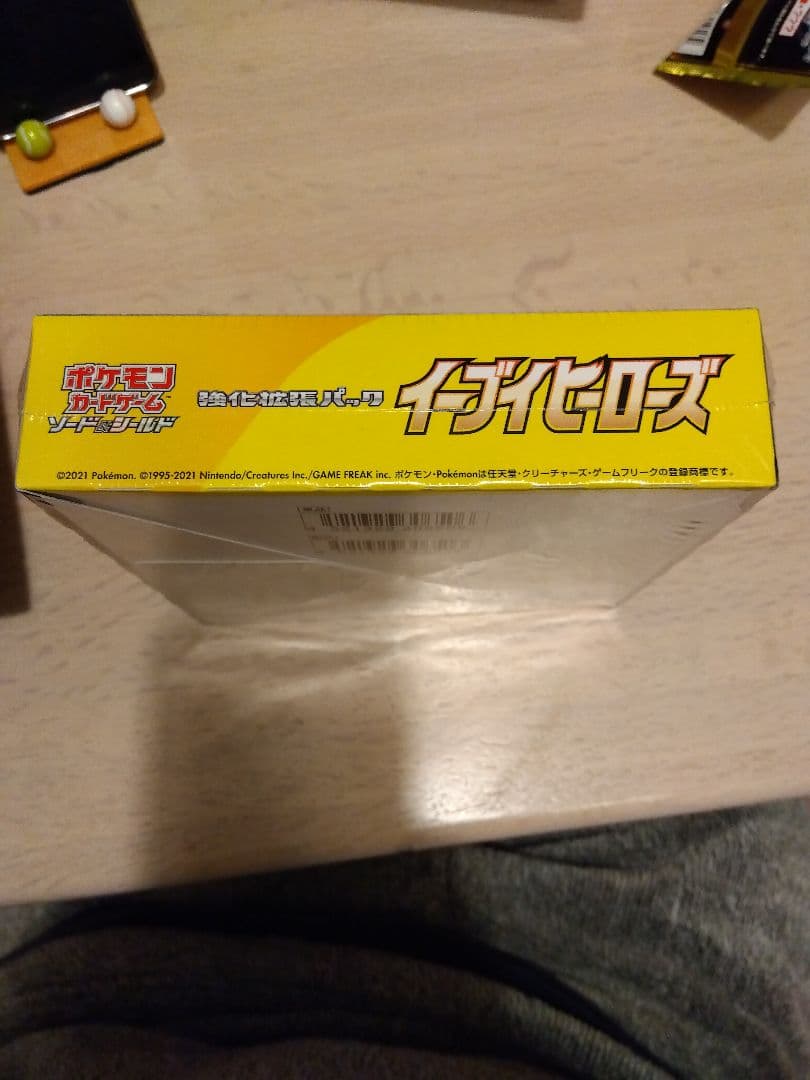 ポケモン
カードゲーム
ソード&シールド
強化拡張パック
イーブイヒーローズ
©2021 Pokémon. ©1995-2021 Nintendo/Creatures Inc./GAME FREAK inc. ポケモン・Pokémonは任天堂・クリーチャーズ・ゲームフリークの登録商標です。